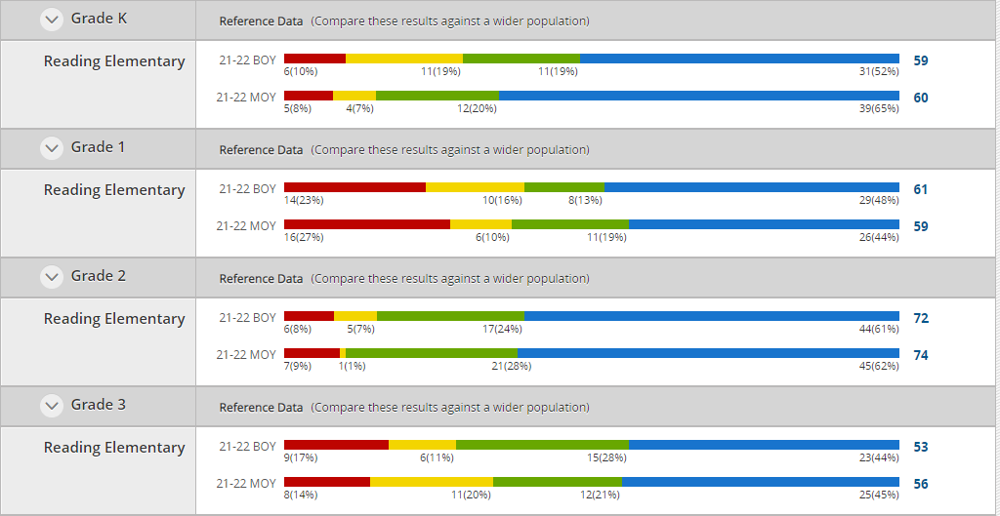 Grade K Reference Data (Compare these results against a wider population)
Reading Elementary 21-22 BOY 59
6(10%) 11(19%) 11(19%) 31(52%)
21-22 MOY 60
5(8%) 4(7%) 12(20%) 39(65%)
Grade 1 Reference Data (Compare these results against a wider population)
Reading Elementary 21-22 BOY 61
14(23%) 10(16%) 8(13%) 29(48%)
21-22 MOY 59
16(27%) 6(10%) 11(19%) 26(44%)
Grade 2 Reference Data (Compare these results against a wider population)
Reading Elementary 21-22 BOY 72
6(8%) 5(7%) 17(24%) 44(61%)
21-22 MOY 74
7(9%) 1(1%) 21(28%) 45(62%)
Grade 3 Reference Data (Compare these results against a wider population)
Reading Elementary 21-22 BOY 53
9(17%) 6(11%) 15(28%) 23(44%)
21-22 MOY 56
8(14%) 11(20%) 12(21%) 25(45%)